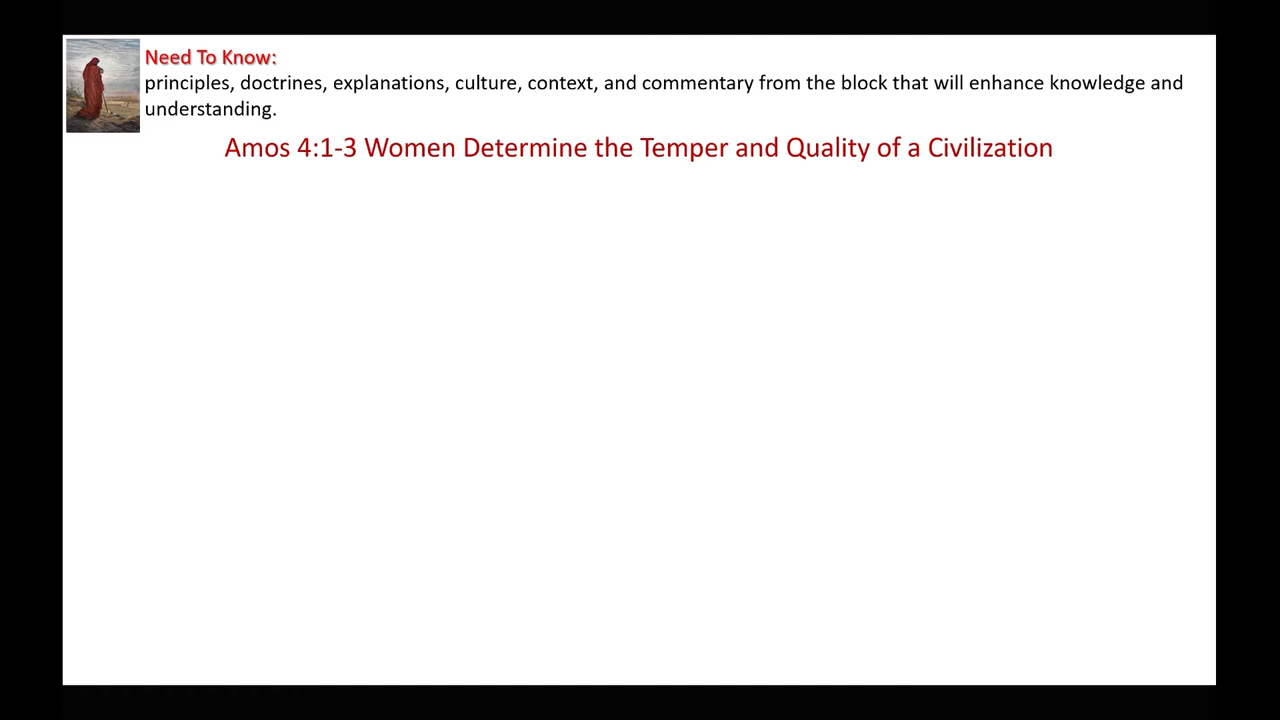 Need To Know:
principles, doctrines, explanations, culture, context, and commentary from the block that will enhance knowledge and
understanding.
Amos 4:1-3 Women Determine the Temper and Quality of a Civilization